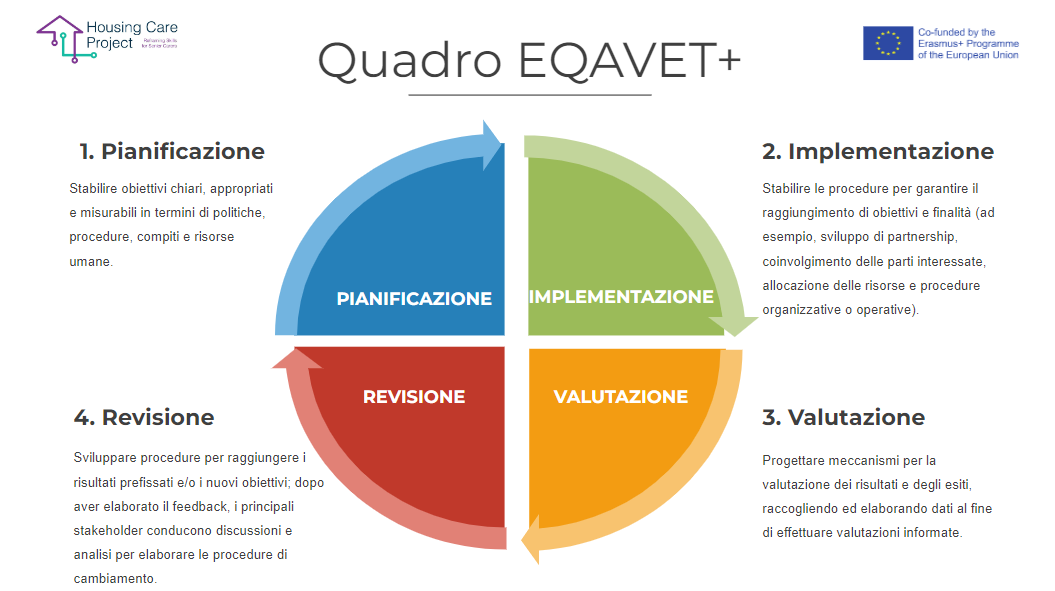 Housing Care
Project
Reframing Skills
for Senior Carers
Co-funded by the
Erasmus+ Programme
of the European Union
Quadro EQAVET+
1. Pianificazione
Stabilire obiettivi chiari, appropriati
e misurabili in termini di politiche,
procedure, compiti e risorse
umane.
2. Implementazione
Stabilire le procedure per garantire il
raggiungimento di obiettivi e finalità (ad
esempio, sviluppo di partnership,
coinvolgimento delle parti interessate,
allocazione delle risorse e procedure
organizzative o operative).
PIANIFICAZIONE
IMPLEMENTAZIONE
REVISIONE
VALUTAZIONE
4. Revisione
Sviluppare procedure per raggiungere i
risultati prefissati e/o i nuovi obiettivi; dopo
aver elaborato il feedback, i principali
stakeholder conducono discussioni e
analisi per elaborare le procedure di
cambiamento.
3. Valutazione
Progettare meccanismi per la
valutazione dei risultati e degli esiti,
raccogliendo ed elaborando dati al fine
di effettuare valutazioni informate.